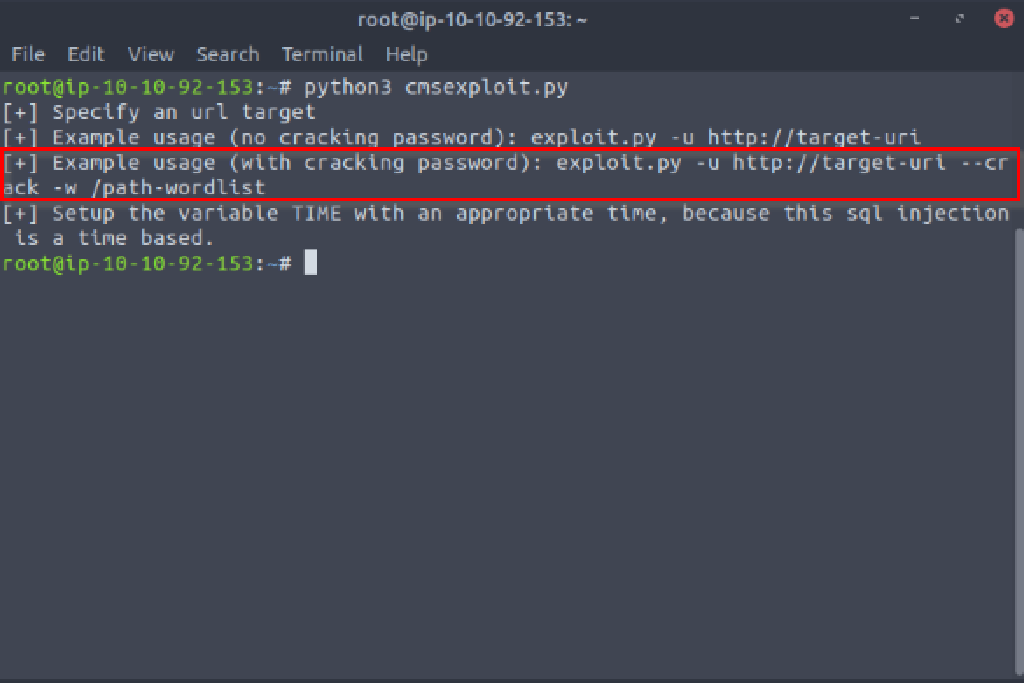 root@ip-10-10-92-153: ~
File Edit View Search Terminal Help
root@ip-10-10-92-153:~# python3 cmsexploit.py
[+] Specify an url target
[+] Example usage (no cracking password): exploit.py -u http://target-uri
[+] Example usage (with cracking password): exploit.py -u http://target-uri --cr
ack -w /path-wordlist
[+] Setup the variable TIME with an appropriate time, because this sql injection
 is a time based.
root@ip-10-10-92-153:~#